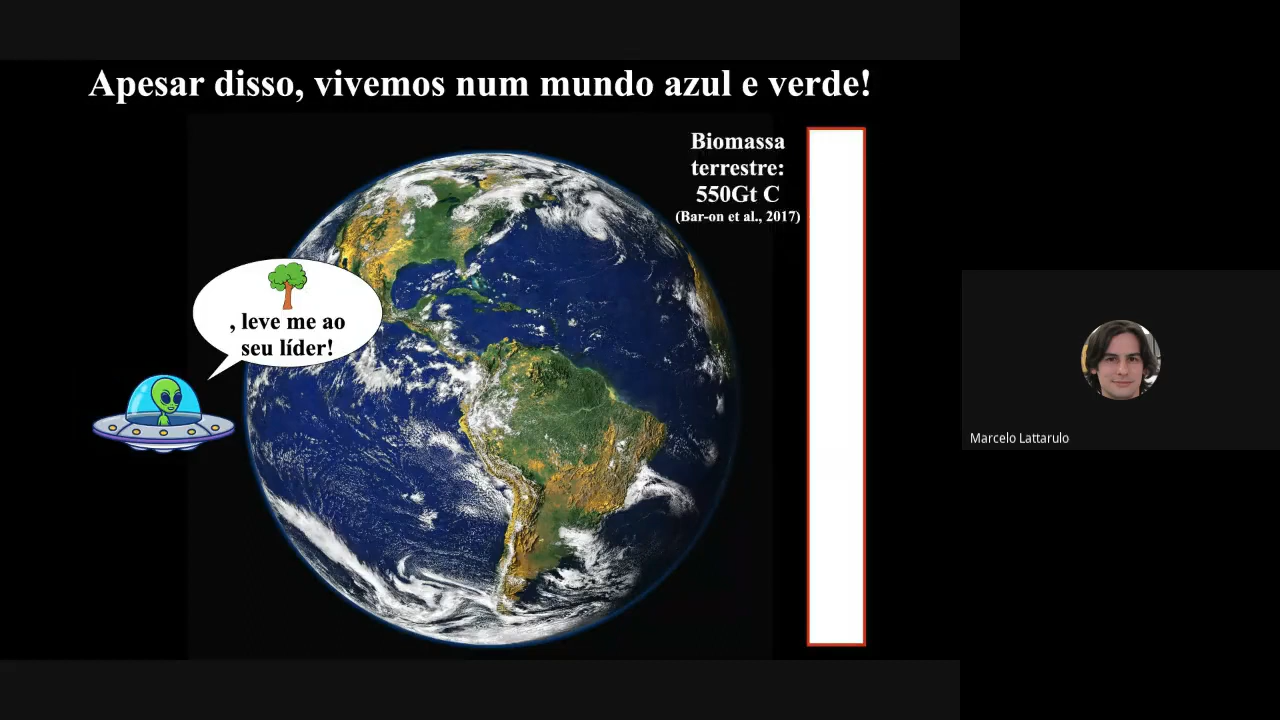 Apesar disso, vivemos num mundo azul e verde!
Biomassa
terrestre:
550Gt C
(Bar-on et al., 2017)
, leve me ao
seu líder!
Marcelo Lattarulo